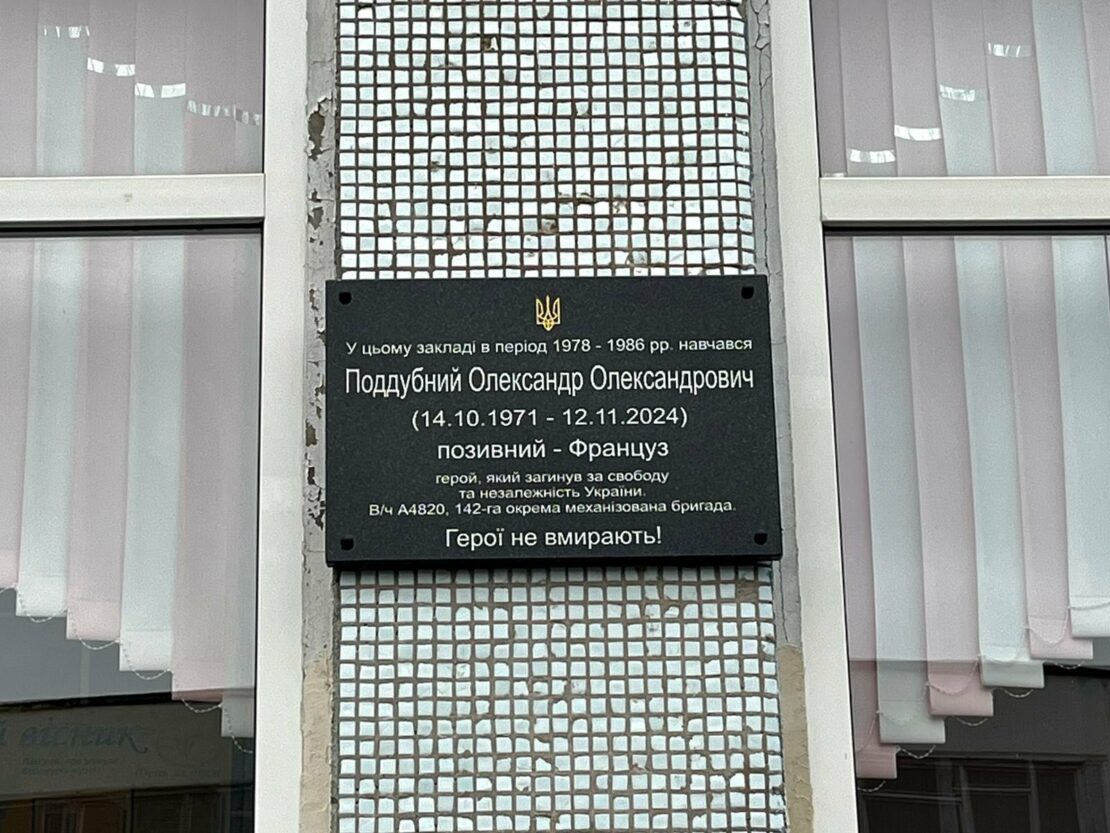 У цьому закладі в період 1978 - 1986 рр. навчався
Поддубний Олександр Олександрович
(14.10.1971 - 12.11.2024)
позивний - Француз
герой, який загинув за свободу
та незалежність України.
В/ч А4820, 142-га окрема механізована бригада.
Герої не вмирають!
вісник